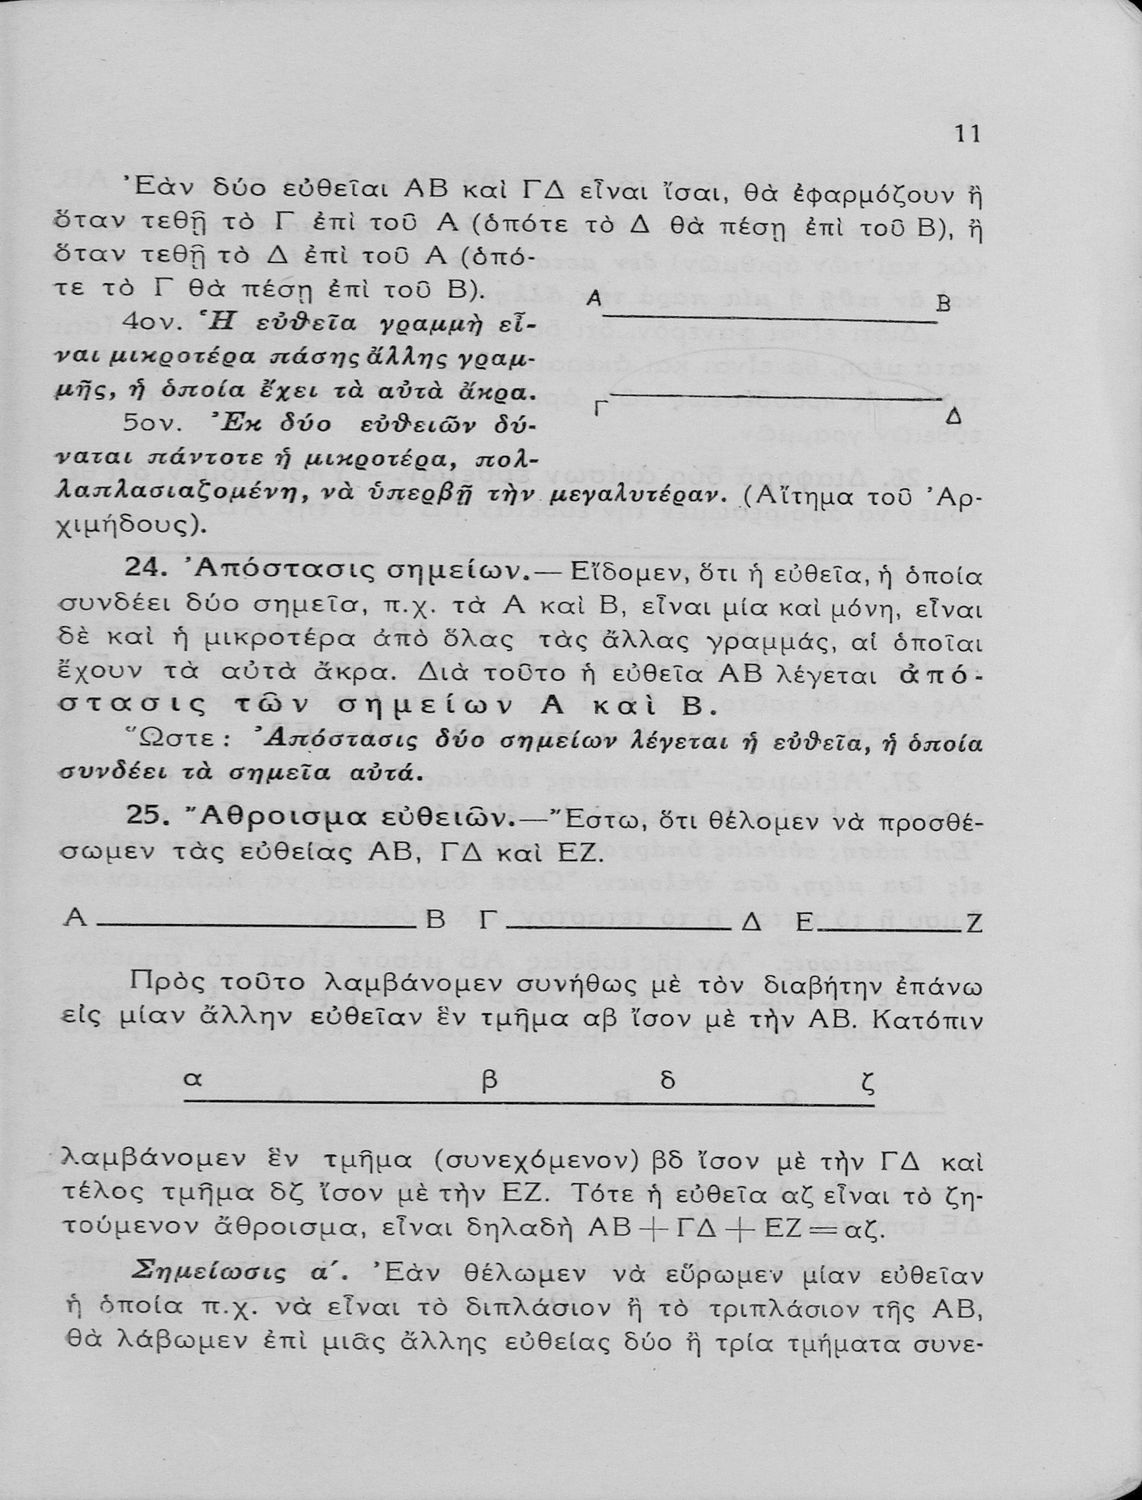 11
Ἐὰν δύο εὐθεῖαι ΑΒ καὶ ΓΔ εἶναι ἴσαι, θὰ ἐφαρμόζουν ἢ
ὅταν τεθῇ τὸ Γ ἐπὶ τοῦ Α (ὁπότε τὸ Δ θὰ πέσῃ ἐπὶ τοῦ Β), ἢ
ὅταν τεθῇ τὸ Δ ἐπὶ τοῦ Α (ὁπό-
τε τὸ Γ θὰ πέσῃ ἐπὶ τοῦ Β).
Α Β
4ον. Ἡ εὐθεῖα γραμμὴ εἶ-
ναι μικροτέρα πάσης ἄλλης γραμ-
μῆς, ἡ ὁποία ἔχει τὰ αὐτὰ ἄκρα.
Γ Δ
5ον. Ἐκ δύο εὐθειῶν δύ-
ναται πάντοτε ἡ μικροτέρα, πολ-
λαπλασιαζομένη, νὰ ὑπερβῇ τὴν μεγαλυτέραν. (Αἴτημα τοῦ Ἀρ-
χιμήδους).
24. Ἀπόστασις σημείων.— Εἴδομεν, ὅτι ἡ εὐθεῖα, ἡ ὁποία
συνδέει δύο σημεῖα, π.χ. τὰ Α καὶ Β, εἶναι μία καὶ μόνη, εἶναι
δὲ καὶ ἡ μικροτέρα ἀπὸ ὅλας τὰς ἄλλας γραμμάς, αἱ ὁποῖαι
ἔχουν τὰ αὐτὰ ἄκρα. Διὰ τοῦτο ἡ εὐθεῖα ΑΒ λέγεται ἀπό-
στασις τῶν σημείων Α καὶ Β.
Ὥστε : Ἀπόστασις δύο σημείων λέγεται ἡ εὐθεῖα, ἡ ὁποία
συνδέει τὰ σημεῖα αὐτά.
25. Ἄθροισμα εὐθειῶν.—Ἔστω, ὅτι θέλομεν νὰ προσθέ-
σωμεν τὰς εὐθείας ΑΒ, ΓΔ καὶ ΕΖ.
Α Β Γ Δ Ε Ζ
Πρὸς τοῦτο λαμβάνομεν συνήθως μὲ τὸν διαβήτην ἐπάνω
εἰς μίαν ἄλλην εὐθεῖαν ἓν τμῆμα αβ ἴσον μὲ τὴν ΑΒ. Κατόπιν
α β δ ζ
λαμβάνομεν ἓν τμῆμα (συνεχόμενον) βδ ἴσον μὲ τὴν ΓΔ καὶ
τέλος τμῆμα δζ ἴσον μὲ τὴν ΕΖ. Τότε ἡ εὐθεῖα αζ εἶναι τὸ ζη-
τούμενον ἄθροισμα, εἶναι δηλαδὴ ΑΒ+ΓΔ+ΕΖ=αζ.
Σημείωσις α΄. Ἐὰν θέλωμεν νὰ εὕρωμεν μίαν εὐθεῖαν
ἡ ὁποία π.χ. νὰ εἶναι τὸ διπλάσιον ἢ τὸ τριπλάσιον τῆς ΑΒ,
θὰ λάβωμεν ἐπὶ μιᾶς ἄλλης εὐθείας δύο ἢ τρία τμήματα συνε-